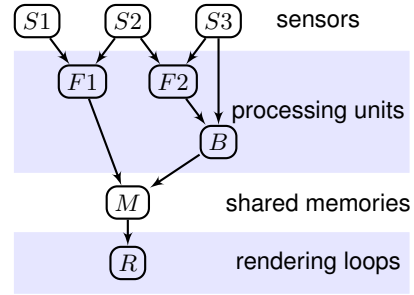 S1 S2 S3 sensors
F1 F2
processing units
B
M shared memories
R rendering loops